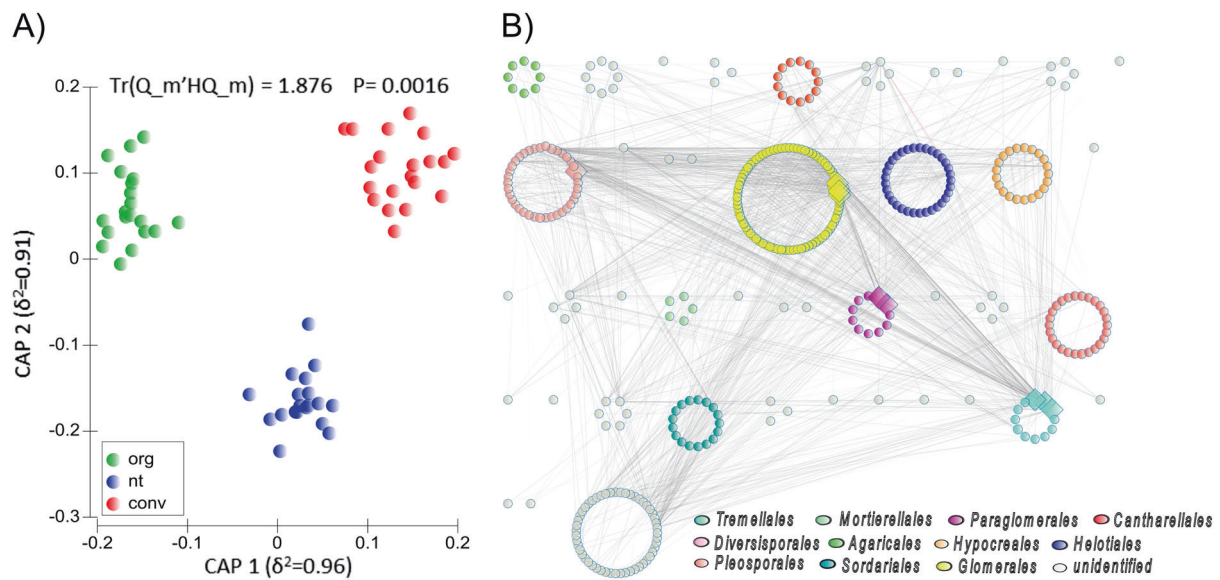 A)
B)
Tr(Q_m'HQ_m) = 1.876 P= 0.0016
0.2
0.1
0
-0.1
-0.2
-0.3
CAP 2 (δ²=0.91)
org
nt
conv
-0.2 -0.1 0 0.1 0.2
CAP 1 (δ²=0.96)
Tremellales Mortierellales Paraglomerales Cantharellales
Diversisporales Agaricales Hypocreales Helotiales
Pleosporales Sordariales Glomerales unidentified